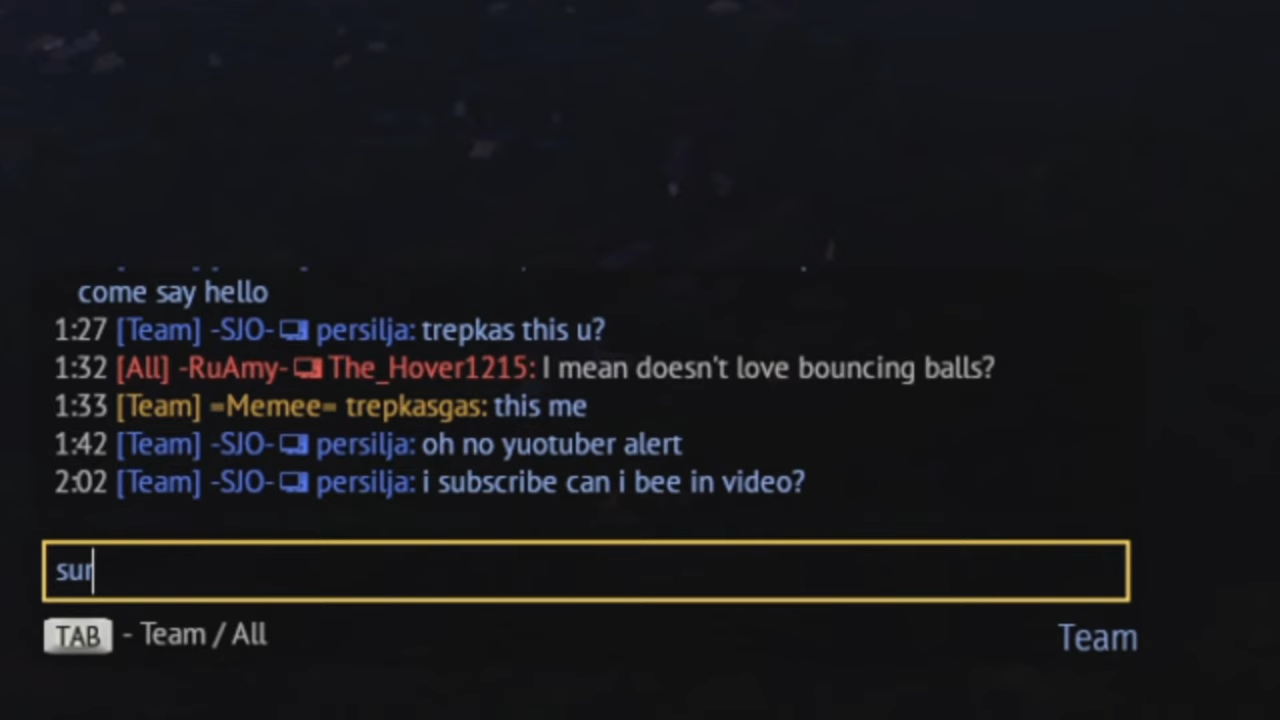 come say hello
1:27 [Team] -SJO- persilja: trepkas this u?
1:32 [All] -RuAmy- The_Hover1215: I mean doesn't love bouncing balls?
1:33 [Team] =Memee= trepkasgas: this me
1:42 [Team] -SJO- persilja: oh no yuotuber alert
2:02 [Team] -SJO- persilja: i subscribe can i bee in video?
sur
TAB - Team / All
Team